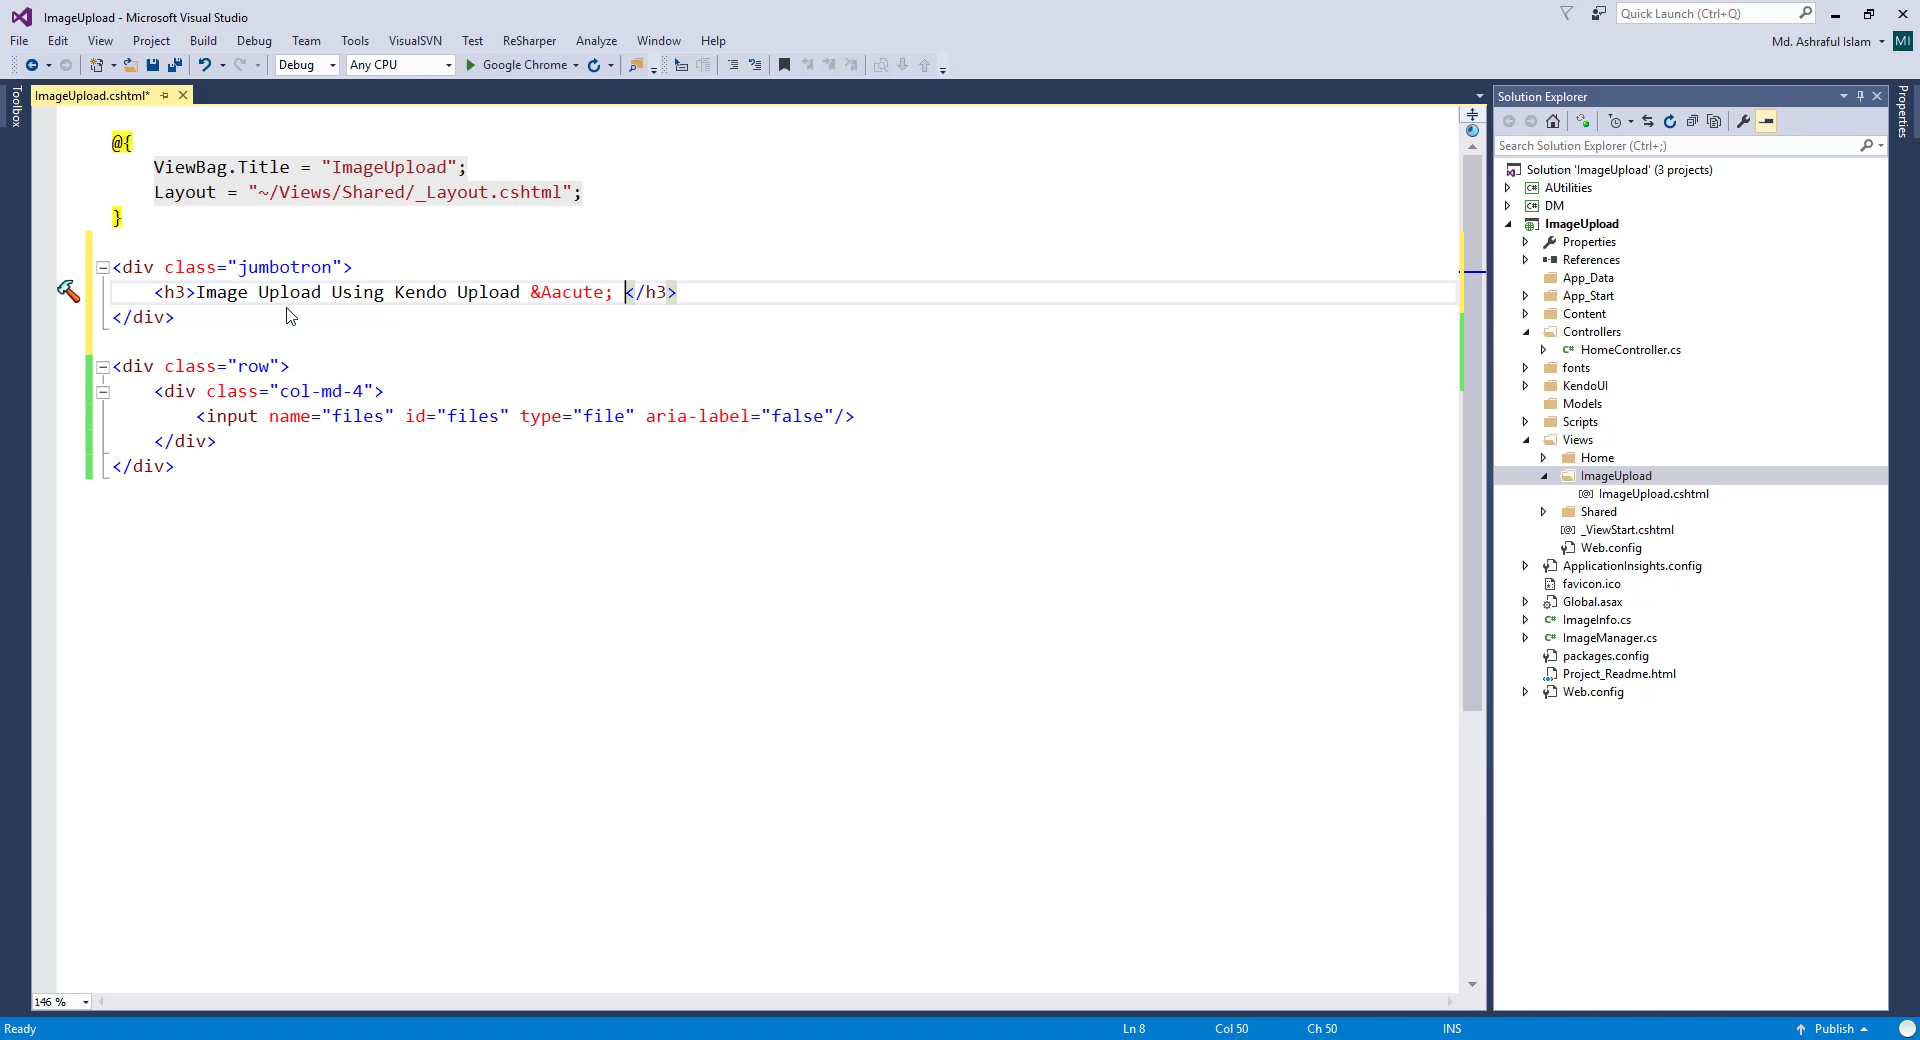 ImageUpload - Microsoft Visual Studio
Quick Launch (Ctrl+Q)
File Edit View Project Build Debug Team Tools VisualSVN Test ReSharper Analyze Window Help
Md. Ashraful Islam MI
Debug Any CPU Google Chrome
Toolbox
ImageUpload.cshtml*
@{
ViewBag.Title = "ImageUpload";
Layout = "~/Views/Shared/_Layout.cshtml";
}
<div class="jumbotron">
<h3>Image Upload Using Kendo Upload &Aacute; </h3>
</div>
<div class="row">
<div class="col-md-4">
<input name="files" id="files" type="file" aria-label="false"/>
</div>
</div>
146 %
Solution Explorer
Search Solution Explorer (Ctrl+;)
Solution 'ImageUpload' (3 projects)
C# AUtilities
C# DM
ImageUpload
Properties
References
App_Data
App_Start
Content
Controllers
C# HomeController.cs
fonts
KendoUI
Models
Scripts
Views
Home
ImageUpload
[@] ImageUpload.cshtml
Shared
[@] _ViewStart.cshtml
Web.config
ApplicationInsights.config
favicon.ico
Global.asax
C# ImageInfo.cs
C# ImageManager.cs
packages.config
Project_Readme.html
Web.config
Properties
Ready Ln 8 Col 50 Ch 50 INS Publish